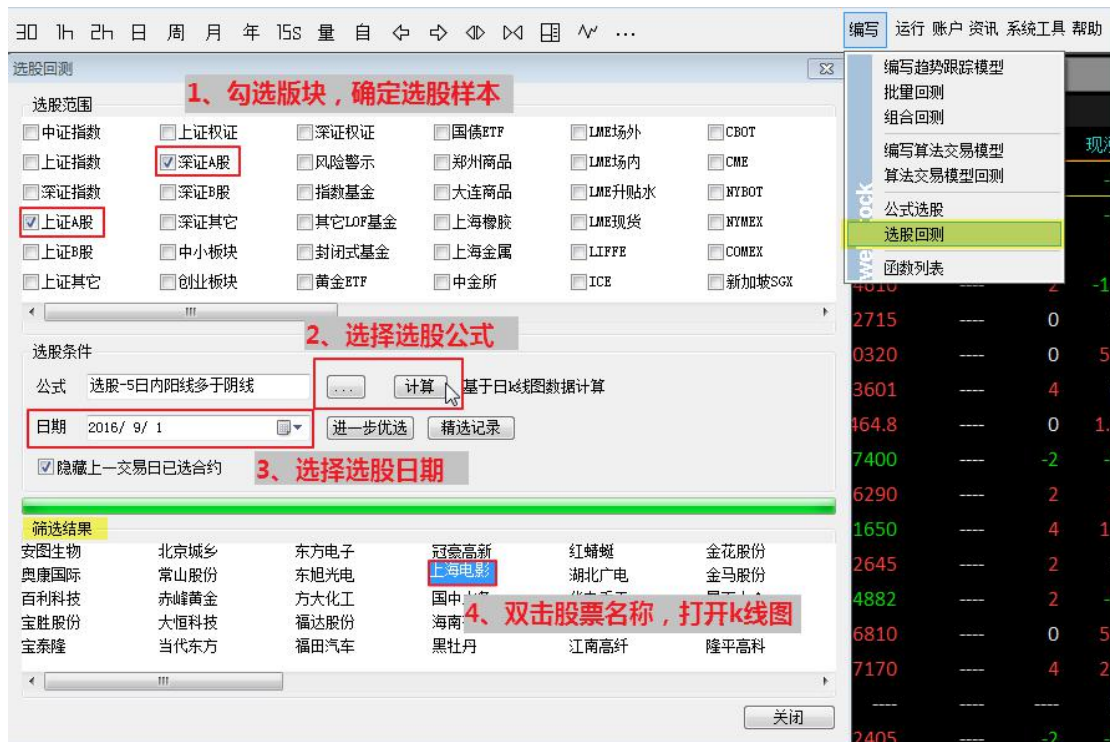 3D 1h 2h 日 周 月 年 15s 量 自 ...
编写 运行 账户 资讯 系统工具 帮助
选股回测
1、勾选版块，确定选股样本
选股范围
中证指数 上证权证 深证权证 国债ETF LME场外 CBOT
上证指数 深证A股 风险警示 郑州商品 LME场内 CME
深证指数 深证B股 指数基金 大连商品 LME升贴水 NYBOT
上证A股 深证其它 其它LOF基金 上海橡胶 LME现货 NYMEX
上证B股 中小板块 封闭式基金 上海金属 LIFFE COMEX
上证其它 创业板块 黄金ETF 中金所 ICE 新加坡SGX
2、选择选股公式
选股条件
公式 选股-5日内阳线多于阴线 ... 计算 基于日k线图数据计算
日期 2016/ 9/ 1 进一步优选 精选记录
隐藏上一交易日已选合约
3、选择选股日期
筛选结果
安图生物 北京城乡 东方电子 冠豪高新 红蜻蜓 金花股份
奥康国际 常山股份 东旭光电 上海电影 湖北广电 金马股份
百利科技 赤峰黄金 方大化工 国中
宝胜股份 大恒科技 福达股份 海南
宝泰隆 当代东方 福田汽车 黑牡丹 江南高纤 隆平高科
4、双击股票名称，打开k线图
关闭
编写趋势跟踪模型
批量回测
组合回测
编写算法交易模型
算法交易模型回测
公式选股
选股回测
函数列表
4610 ---- 2 -1
2715 ---- 0
0320 ---- 0 5
3601 ---- 4
464.8 ---- 0 1.
7400 ---- -2 -
6290 ---- 2
1650 ---- 4 1
2645 ---- 2
4882 ---- 2 -
6810 ---- 0 5
7170 ---- 4 2
---- ---- ----
2405 ---- -2 -